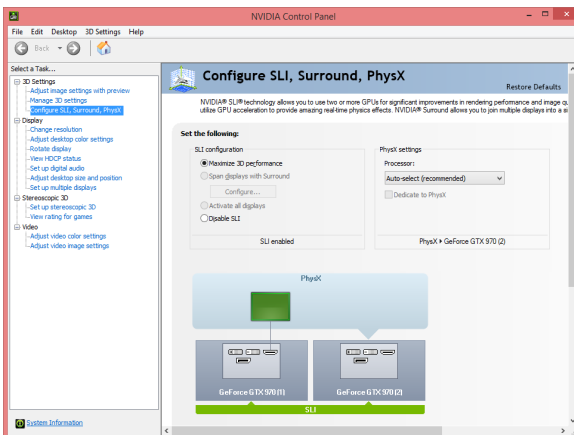 NVIDIA Control Panel
File Edit Desktop 3D Settings Help
Back
Select a Task...
3D Settings
Adjust image settings with preview
Manage 3D settings
Configure SLI, Surround, PhysX
Display
Change resolution
Adjust desktop color settings
Rotate display
View HDCP status
Set up digital audio
Adjust desktop size and position
Set up multiple displays
Stereoscopic 3D
Set up stereoscopic 3D
View rating for games
Video
Adjust video color settings
Adjust video image settings
System Information
Configure SLI, Surround, PhysX
Restore Defaults
NVIDIA® SLI® technology allows you to use two or more GPUs for significant improvements in rendering performance and image qu
utilize GPU acceleration to provide amazing real-time physics effects. NVIDIA® Surround allows you to join multiple displays into a si
Set the following:
SLI configuration
Maximize 3D performance
Span displays with Surround
Configure...
Activate all displays
Disable SLI
SLI enabled
PhysX settings
Processor:
Auto-select (recommended)
Dedicate to PhysX
PhysX > GeForce GTX 970 (2)
PhysX
GeForce GTX 970 (1)
GeForce GTX 970 (2)
SLI